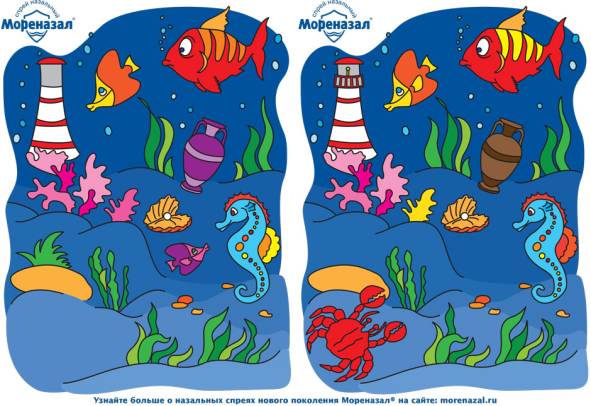 спрей назальный
Мореназал®
спрей назальный
Мореназал®
Узнайте больше о назальных спреях нового поколения Мореназал® на сайте: morenazal.ru